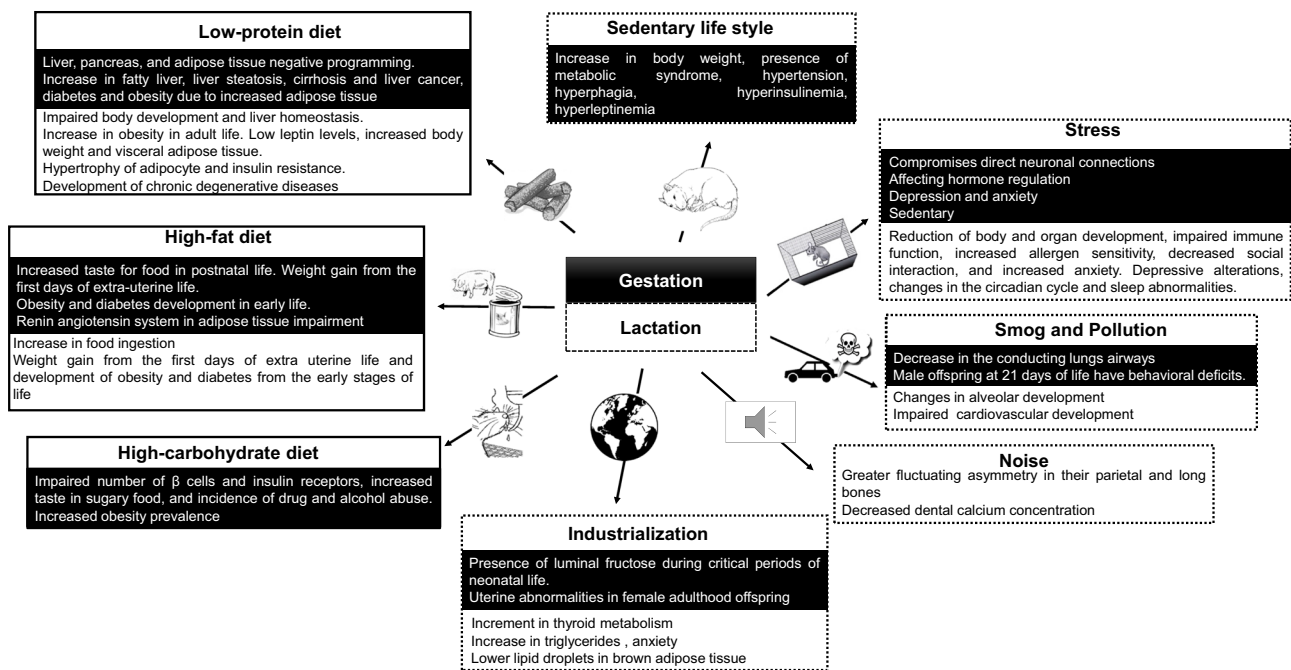 Low-protein diet
Liver, pancreas, and adipose tissue negative programming.
Increase in fatty liver, liver steatosis, cirrhosis and liver cancer,
diabetes and obesity due to increased adipose tissue
Impaired body development and liver homeostasis.
Increase in obesity in adult life. Low leptin levels, increased body
weight and visceral adipose tissue.
Hypertrophy of adipocyte and insulin resistance.
Development of chronic degenerative diseases
Sedentary life style
Increase in body weight, presence of
metabolic syndrome, hypertension,
hyperphagia, hyperinsulinemia,
hyperleptinemia
Stress
Compromises direct neuronal connections
Affecting hormone regulation
Depression and anxiety
Sedentary
Reduction of body and organ development, impaired immune
function, increased allergen sensitivity, decreased social
interaction, and increased anxiety. Depressive alterations,
changes in the circadian cycle and sleep abnormalities.
High-fat diet
Increased taste for food in postnatal life. Weight gain from the
first days of extra-uterine life.
Obesity and diabetes development in early life.
Renin angiotensin system in adipose tissue impairment
Increase in food ingestion
Weight gain from the first days of extra uterine life and
development of obesity and diabetes from the early stages of
life
Gestation
Lactation
Smog and Pollution
Decrease in the conducting lungs airways
Male offspring at 21 days of life have behavioral deficits.
Changes in alveolar development
Impaired cardiovascular development
High-carbohydrate diet
Impaired number of β cells and insulin receptors, increased
taste in sugary food, and incidence of drug and alcohol abuse.
Increased obesity prevalence
Noise
Greater fluctuating asymmetry in their parietal and long
bones
Decreased dental calcium concentration
Industrialization
Presence of luminal fructose during critical periods of
neonatal life.
Uterine abnormalities in female adulthood offspring
Increment in thyroid metabolism
Increase in triglycerides , anxiety
Lower lipid droplets in brown adipose tissue